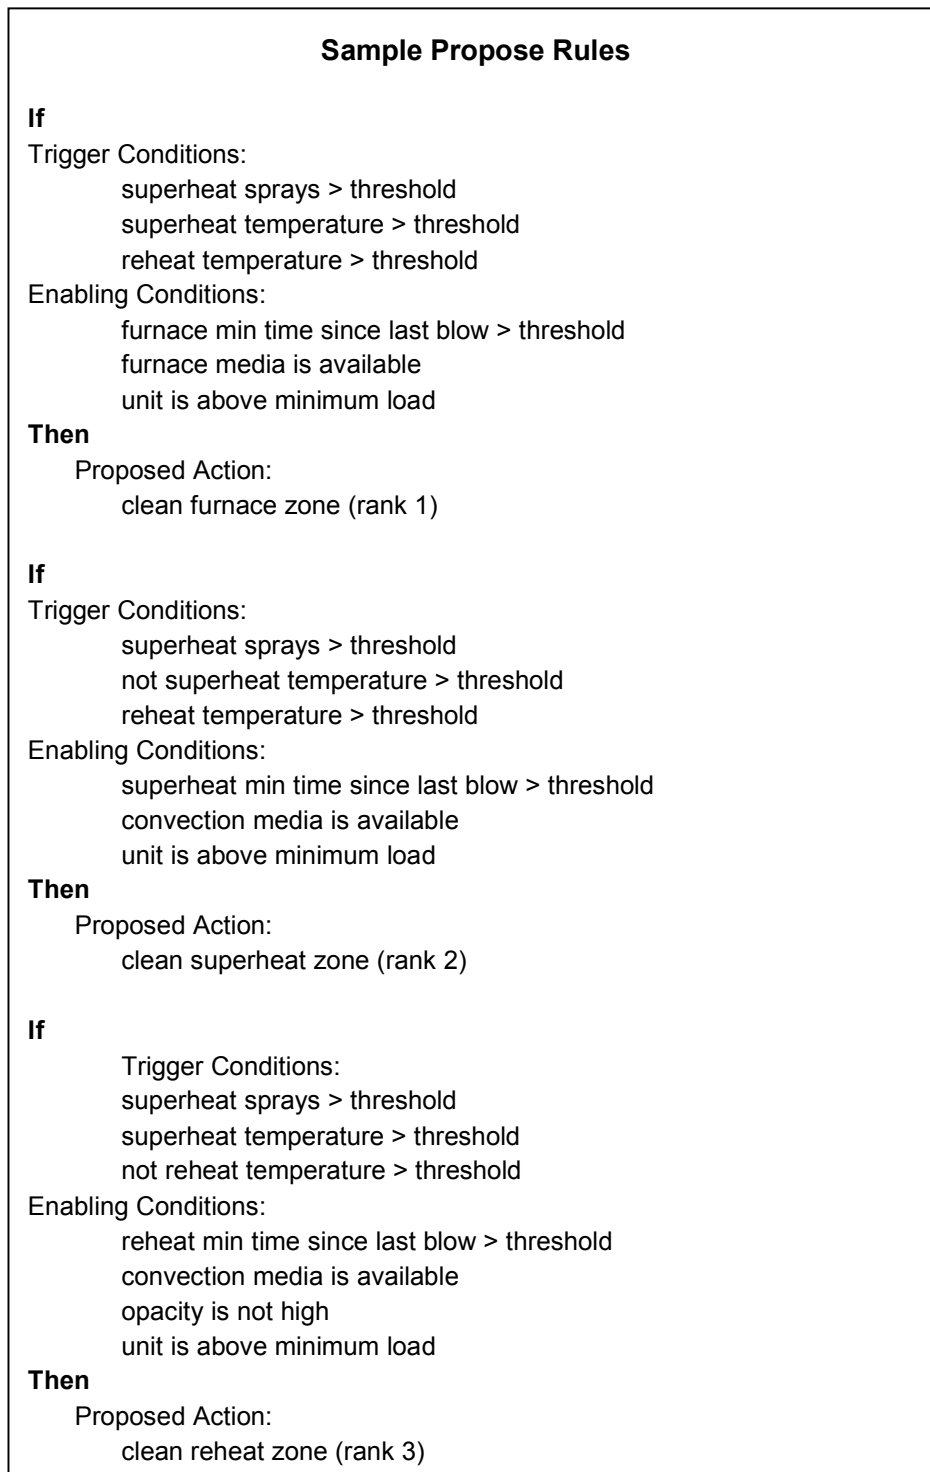 Sample Propose Rules
If
Trigger Conditions:
superheat sprays > threshold
superheat temperature > threshold
reheat temperature > threshold
Enabling Conditions:
furnace min time since last blow > threshold
furnace media is available
unit is above minimum load
Then
Proposed Action:
clean furnace zone (rank 1)
If
Trigger Conditions:
superheat sprays > threshold
not superheat temperature > threshold
reheat temperature > threshold
Enabling Conditions:
superheat min time since last blow > threshold
convection media is available
unit is above minimum load
Then
Proposed Action:
clean superheat zone (rank 2)
If
Trigger Conditions:
superheat sprays > threshold
superheat temperature > threshold
not reheat temperature > threshold
Enabling Conditions:
reheat min time since last blow > threshold
convection media is available
opacity is not high
unit is above minimum load
Then
Proposed Action:
clean reheat zone (rank 3)